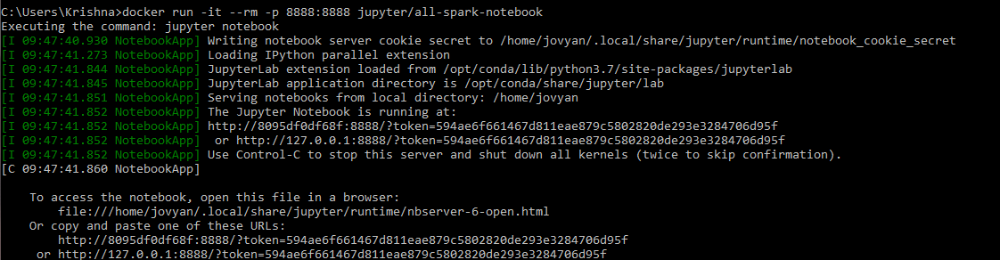 C:\Users\Krishna>docker run -it --rm -p 8888:8888 jupyter/all-spark-notebook
Executing the command: jupyter notebook
[I 09:47:40.930 NotebookApp] Writing notebook server cookie secret to /home/jovyan/.local/share/jupyter/runtime/notebook_cookie_secret
[I 09:47:41.273 NotebookApp] Loading IPython parallel extension
[I 09:47:41.844 NotebookApp] JupyterLab extension loaded from /opt/conda/lib/python3.7/site-packages/jupyterlab
[I 09:47:41.845 NotebookApp] JupyterLab application directory is /opt/conda/share/jupyter/lab
[I 09:47:41.851 NotebookApp] Serving notebooks from local directory: /home/jovyan
[I 09:47:41.852 NotebookApp] The Jupyter Notebook is running at:
[I 09:47:41.852 NotebookApp] http://8095df0df68f:8888/?token=594ae6f661467d811eae879c5802820de293e3284706d95f
[I 09:47:41.852 NotebookApp]  or http://127.0.0.1:8888/?token=594ae6f661467d811eae879c5802820de293e3284706d95f
[I 09:47:41.852 NotebookApp] Use Control-C to stop this server and shut down all kernels (twice to skip confirmation).
[C 09:47:41.860 NotebookApp]
To access the notebook, open this file in a browser:
file:///home/jovyan/.local/share/jupyter/runtime/nbserver-6-open.html
Or copy and paste one of these URLs:
http://8095df0df68f:8888/?token=594ae6f661467d811eae879c5802820de293e3284706d95f
or http://127.0.0.1:8888/?token=594ae6f661467d811eae879c5802820de293e3284706d95f